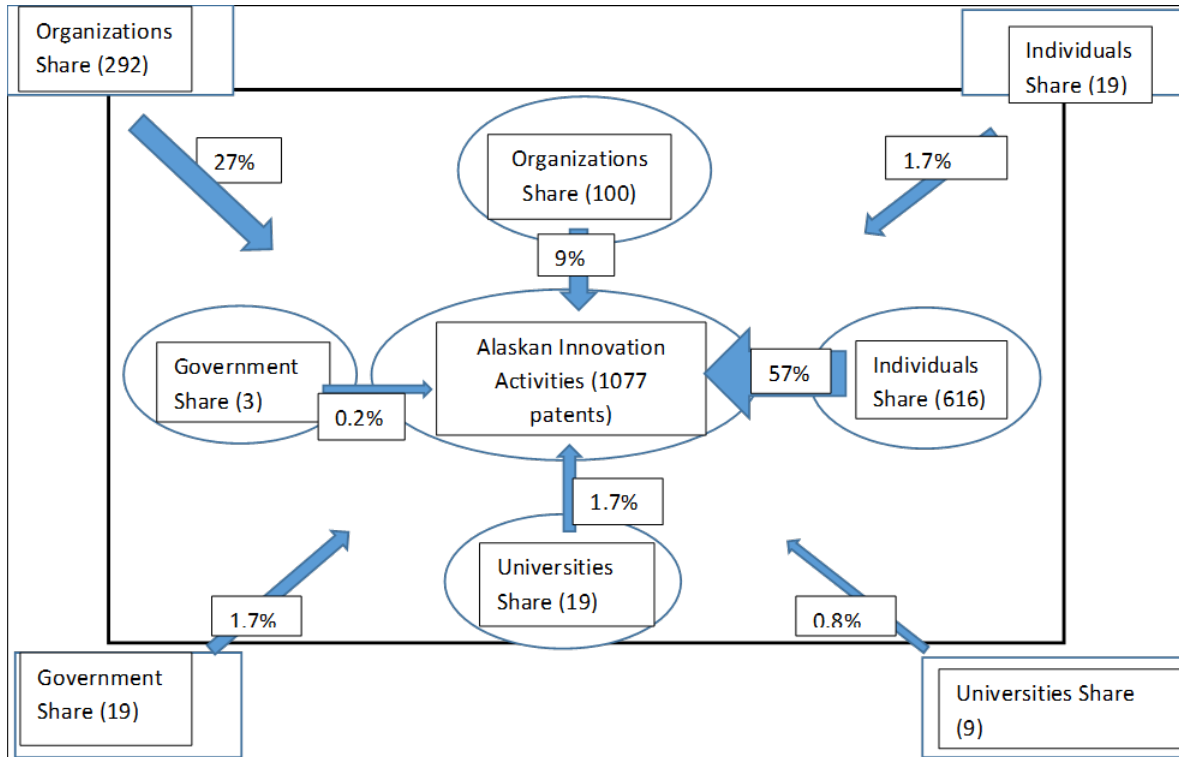 Organizations
Share (292)
Individuals
Share (19)
27%
Organizations
Share (100)
1.7%
9%
Government
Share (3)
Alaskan Innovation
Activities (1077
patents)
57%
Individuals
Share (616)
0.2%
1.7%
Universities
Share (19)
1.7%
0.8%
Government
Share (19)
Universities Share
(9)